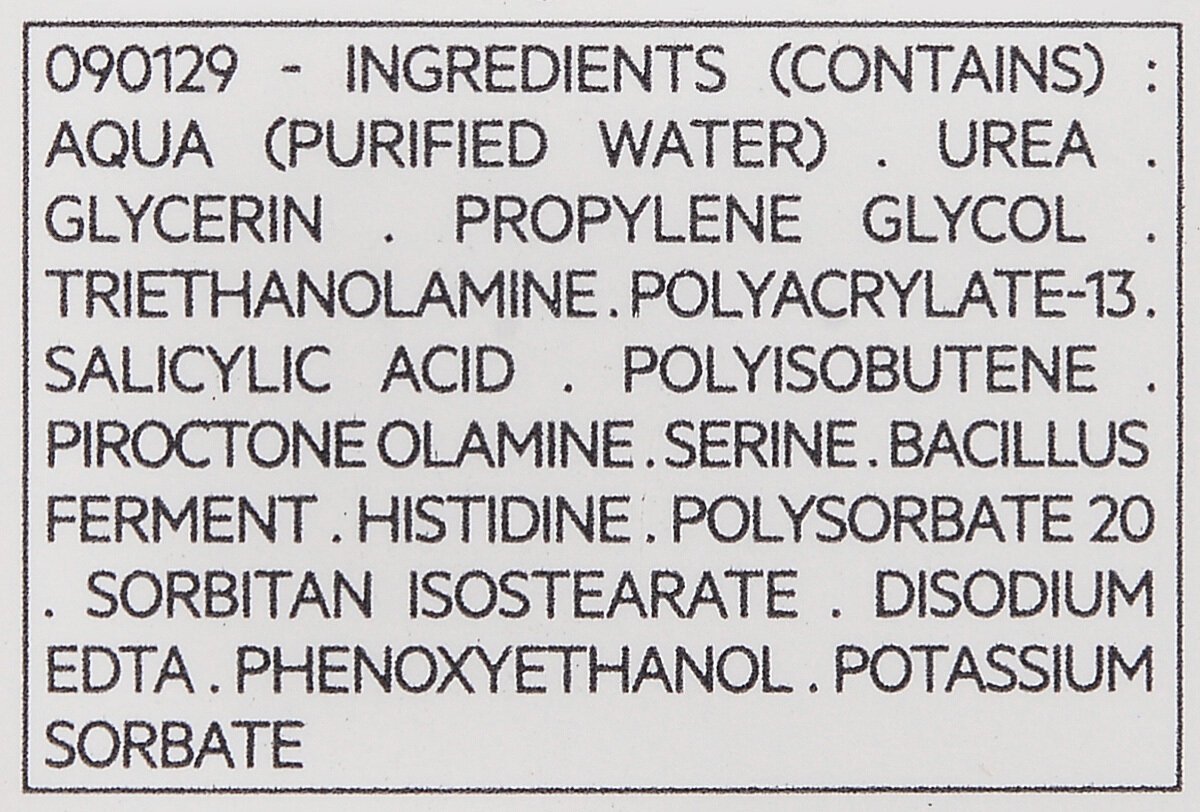 090129 - INGREDIENTS (CONTAINS) :
AQUA (PURIFIED WATER) . UREA .
GLYCERIN . PROPYLENE GLYCOL .
TRIETHANOLAMINE . POLYACRYLATE-13 .
SALICYLIC ACID . POLYISOBUTENE .
PIROCTONE OLAMINE . SERINE . BACILLUS
FERMENT . HISTIDINE . POLYSORBATE 20
. SORBITAN ISOSTEARATE . DISODIUM
EDTA . PHENOXYETHANOL . POTASSIUM
SORBATE